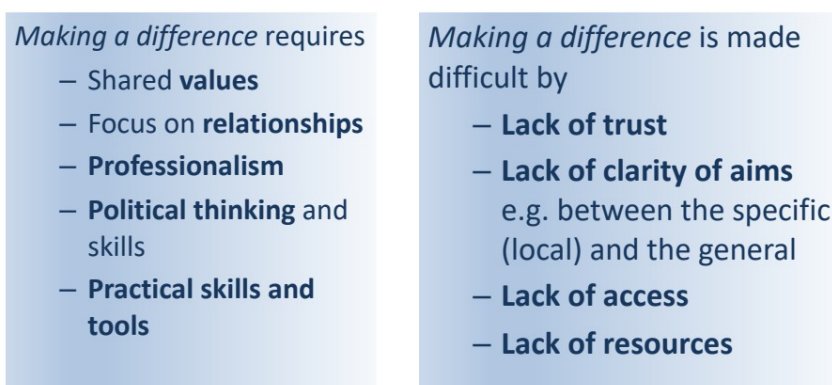 Making a difference requires
– Shared values
– Focus on relationships
– Professionalism
– Political thinking and
skills
– Practical skills and
tools
Making a difference is made
difficult by
– Lack of trust
– Lack of clarity of aims
e.g. between the specific
(local) and the general
– Lack of access
– Lack of resources